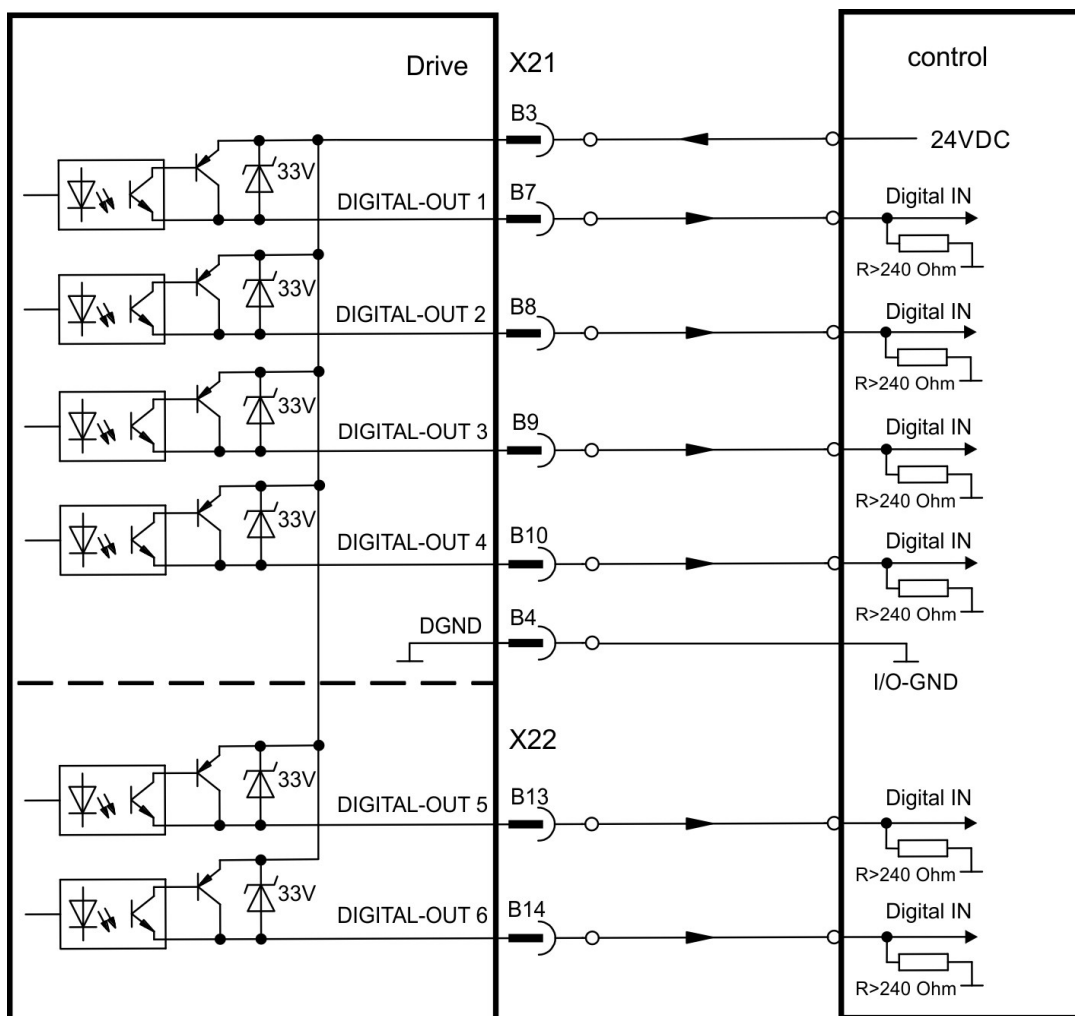 Drive X21 control
B3
24VDC
33V
DIGITAL-OUT 1 B7 Digital IN
R>240 Ohm
33V
DIGITAL-OUT 2 B8 Digital IN
R>240 Ohm
33V
DIGITAL-OUT 3 B9 Digital IN
R>240 Ohm
33V
DIGITAL-OUT 4 B10 Digital IN
R>240 Ohm
DGND B4
I/O-GND
X22
33V
DIGITAL-OUT 5 B13 Digital IN
R>240 Ohm
33V
DIGITAL-OUT 6 B14 Digital IN
R>240 Ohm